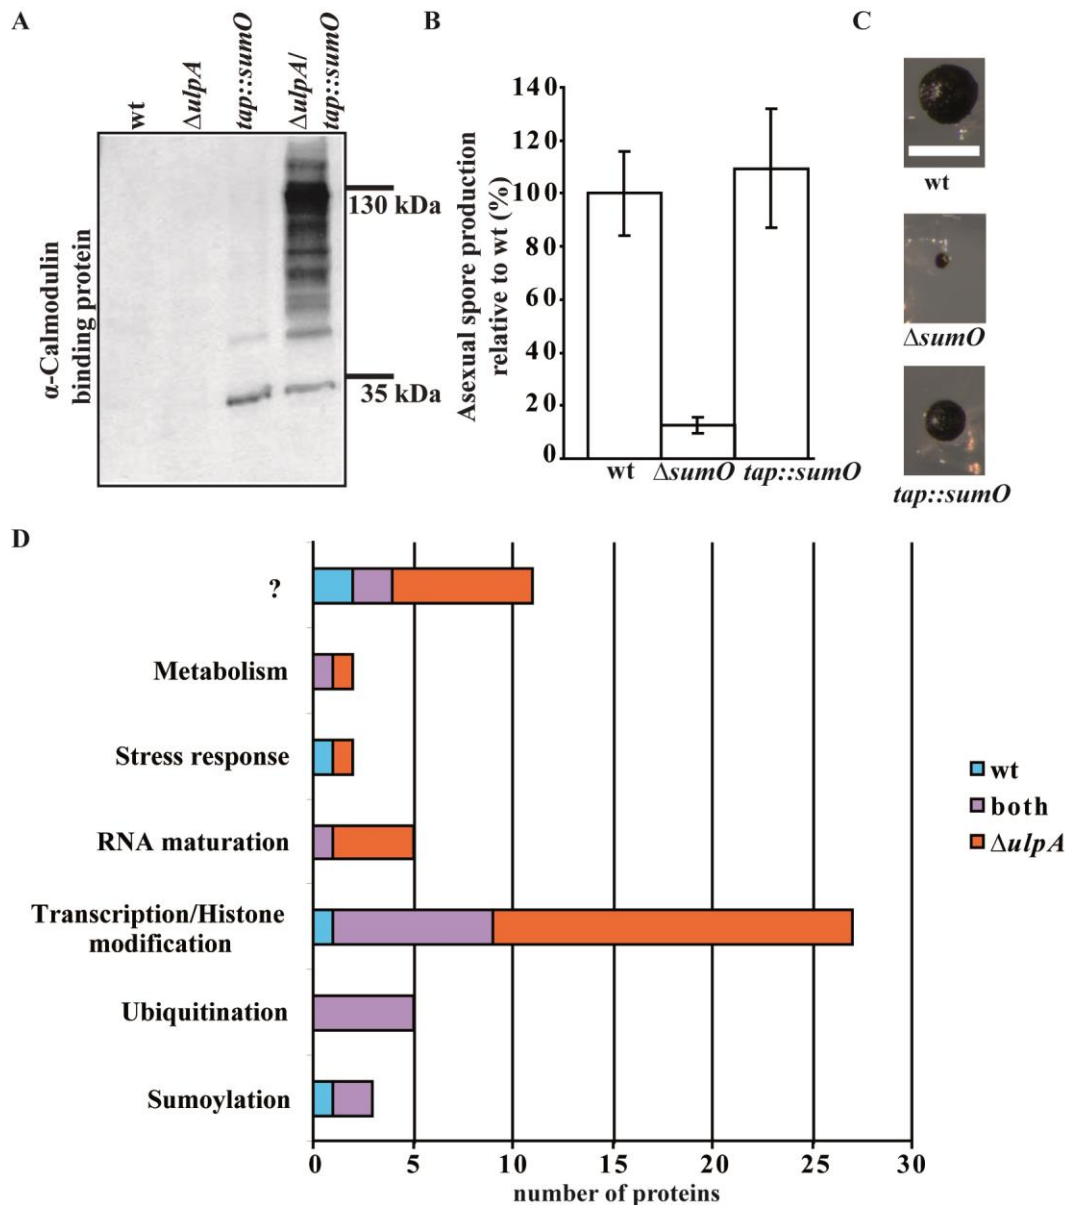 A
wt
ΔulpA
tap::sumO
ΔulpA/
tap::sumO
130 kDa
35 kDa
α-Calmodulin
binding protein
B
Asexual spore production
relative to wt (%)
140
120
100
80
60
40
20
0
wt ΔsumO tap::sumO
C
wt
ΔsumO
tap::sumO
D
?
Metabolism
Stress response
RNA maturation
Transcription/Histone
modification
Ubiquitination
Sumoylation
0 5 10 15 20 25 30
number of proteins
wt
both
ΔulpA